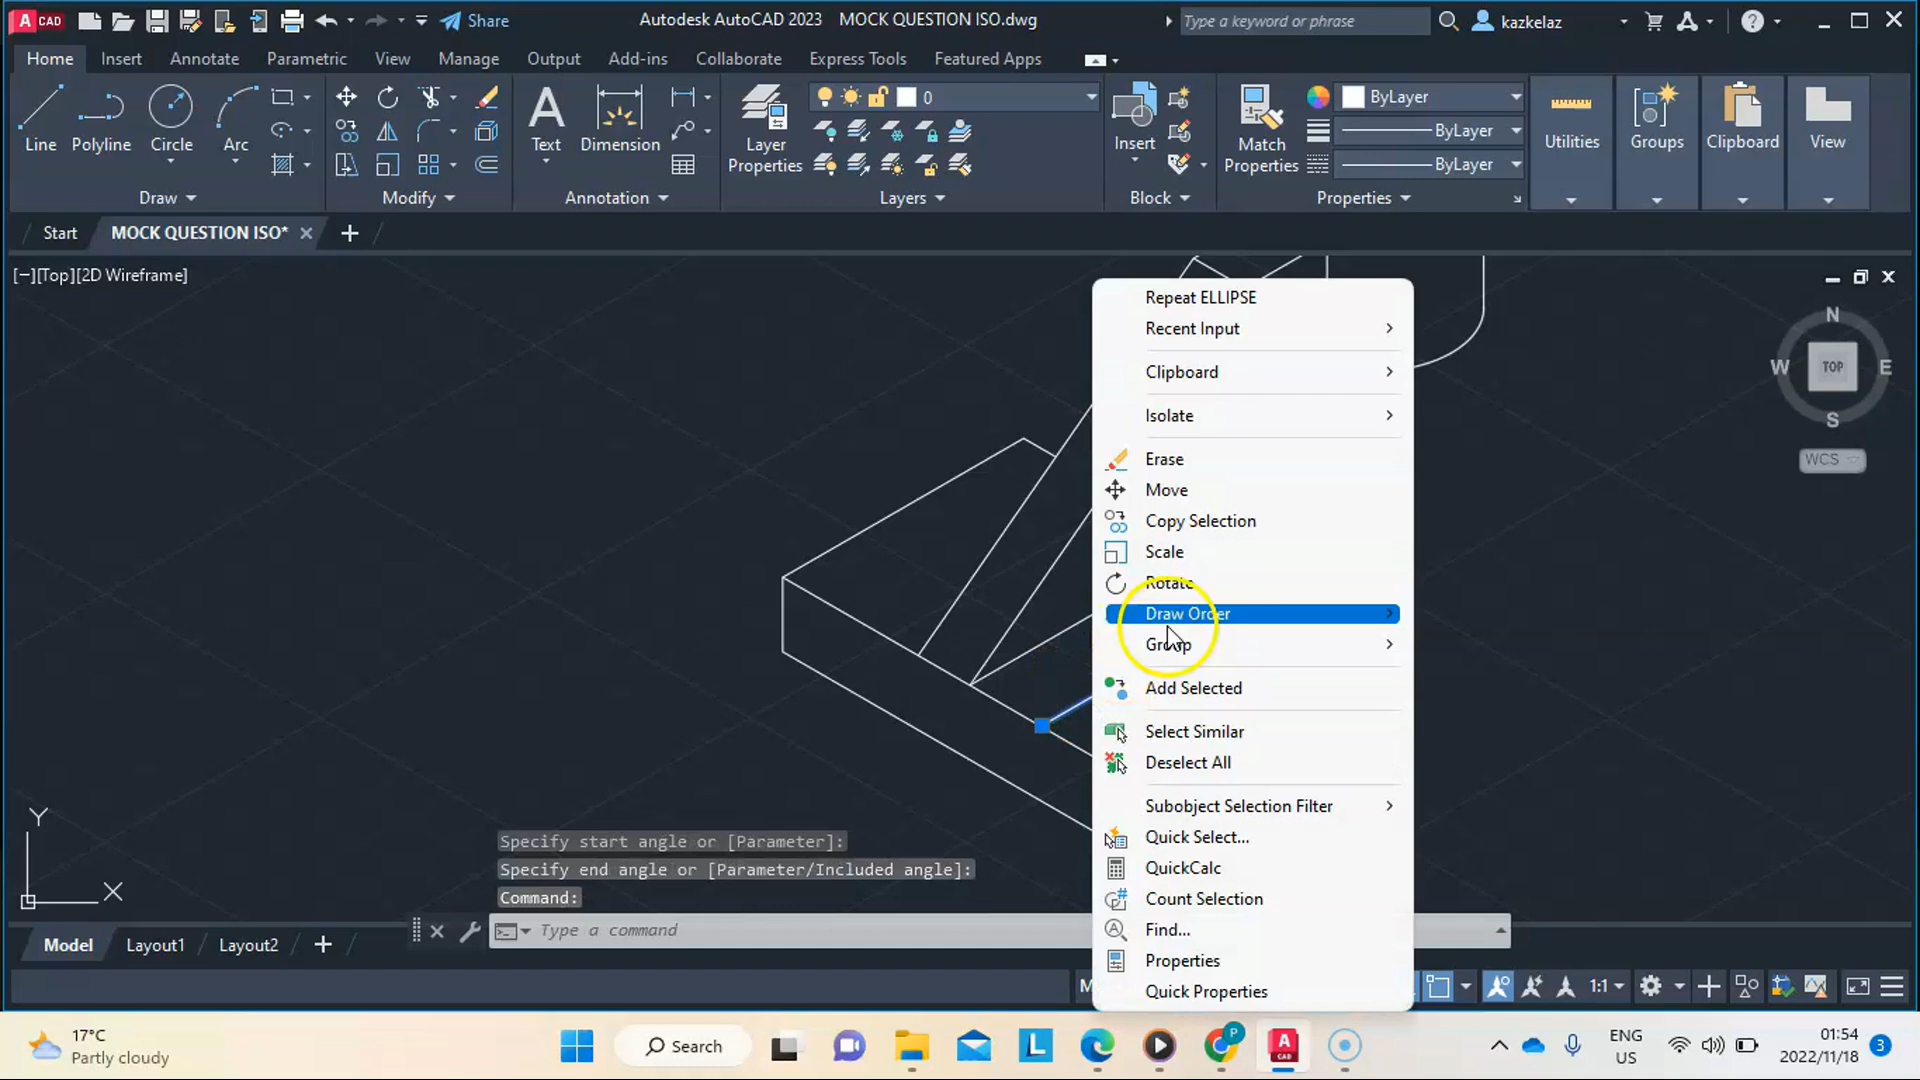 CAD
Share
Autodesk AutoCAD 2023 MOCK QUESTION ISO.dwg
Type a keyword or phrase
kazkelaz
Home Insert Annotate Parametric View Manage Output Add-ins Collaborate Express Tools Featured Apps
0
ByLayer
ByLayer
ByLayer
Line Polyline Circle Arc Text Dimension Layer Properties Insert Match Properties Utilities Groups Clipboard View
Draw Modify Annotation Layers Block Properties
Start MOCK QUESTION ISO*
[−][Top][2D Wireframe]
N
W TOP E
S
WCS
Repeat ELLIPSE
Recent Input
Clipboard
Isolate
Erase
Move
Copy Selection
Scale
Rotate
Draw Order
Group
Add Selected
Select Similar
Deselect All
Subobject Selection Filter
Quick Select...
QuickCalc
Count Selection
Find...
Properties
Quick Properties
Y
X
Specify start angle or [Parameter]:
Specify end angle or [Parameter/Included angle]:
Command:
Type a command
Model Layout1 Layout2
1:1
17°C
Partly cloudy
Search
ENG
US
01:54
2022/11/18
3